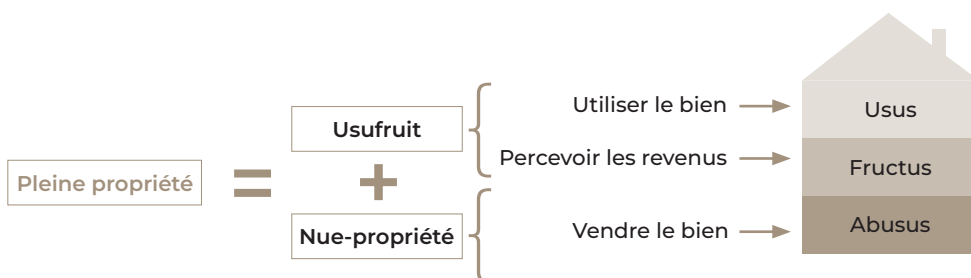 Pleine propriété
=
Usufruit
+
Nue-propriété
Utiliser le bien
Percevoir les revenus
Vendre le bien
Usus
Fructus
Abusus